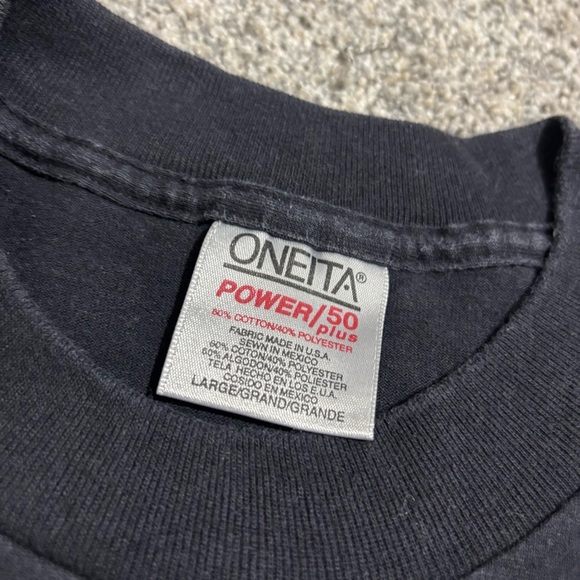 ONEITA®
POWER/50
plus
60% COTTON/40% POLYESTER
FABRIC MADE IN U.S.A.
SEWN IN MEXICO
60% COTON/40% POLYESTER
60% ALGODON/40% POLIESTER
TELA HECHO EN LOS E.U.A.
COSIDO EN MEXICO
LARGE/GRAND/GRANDE